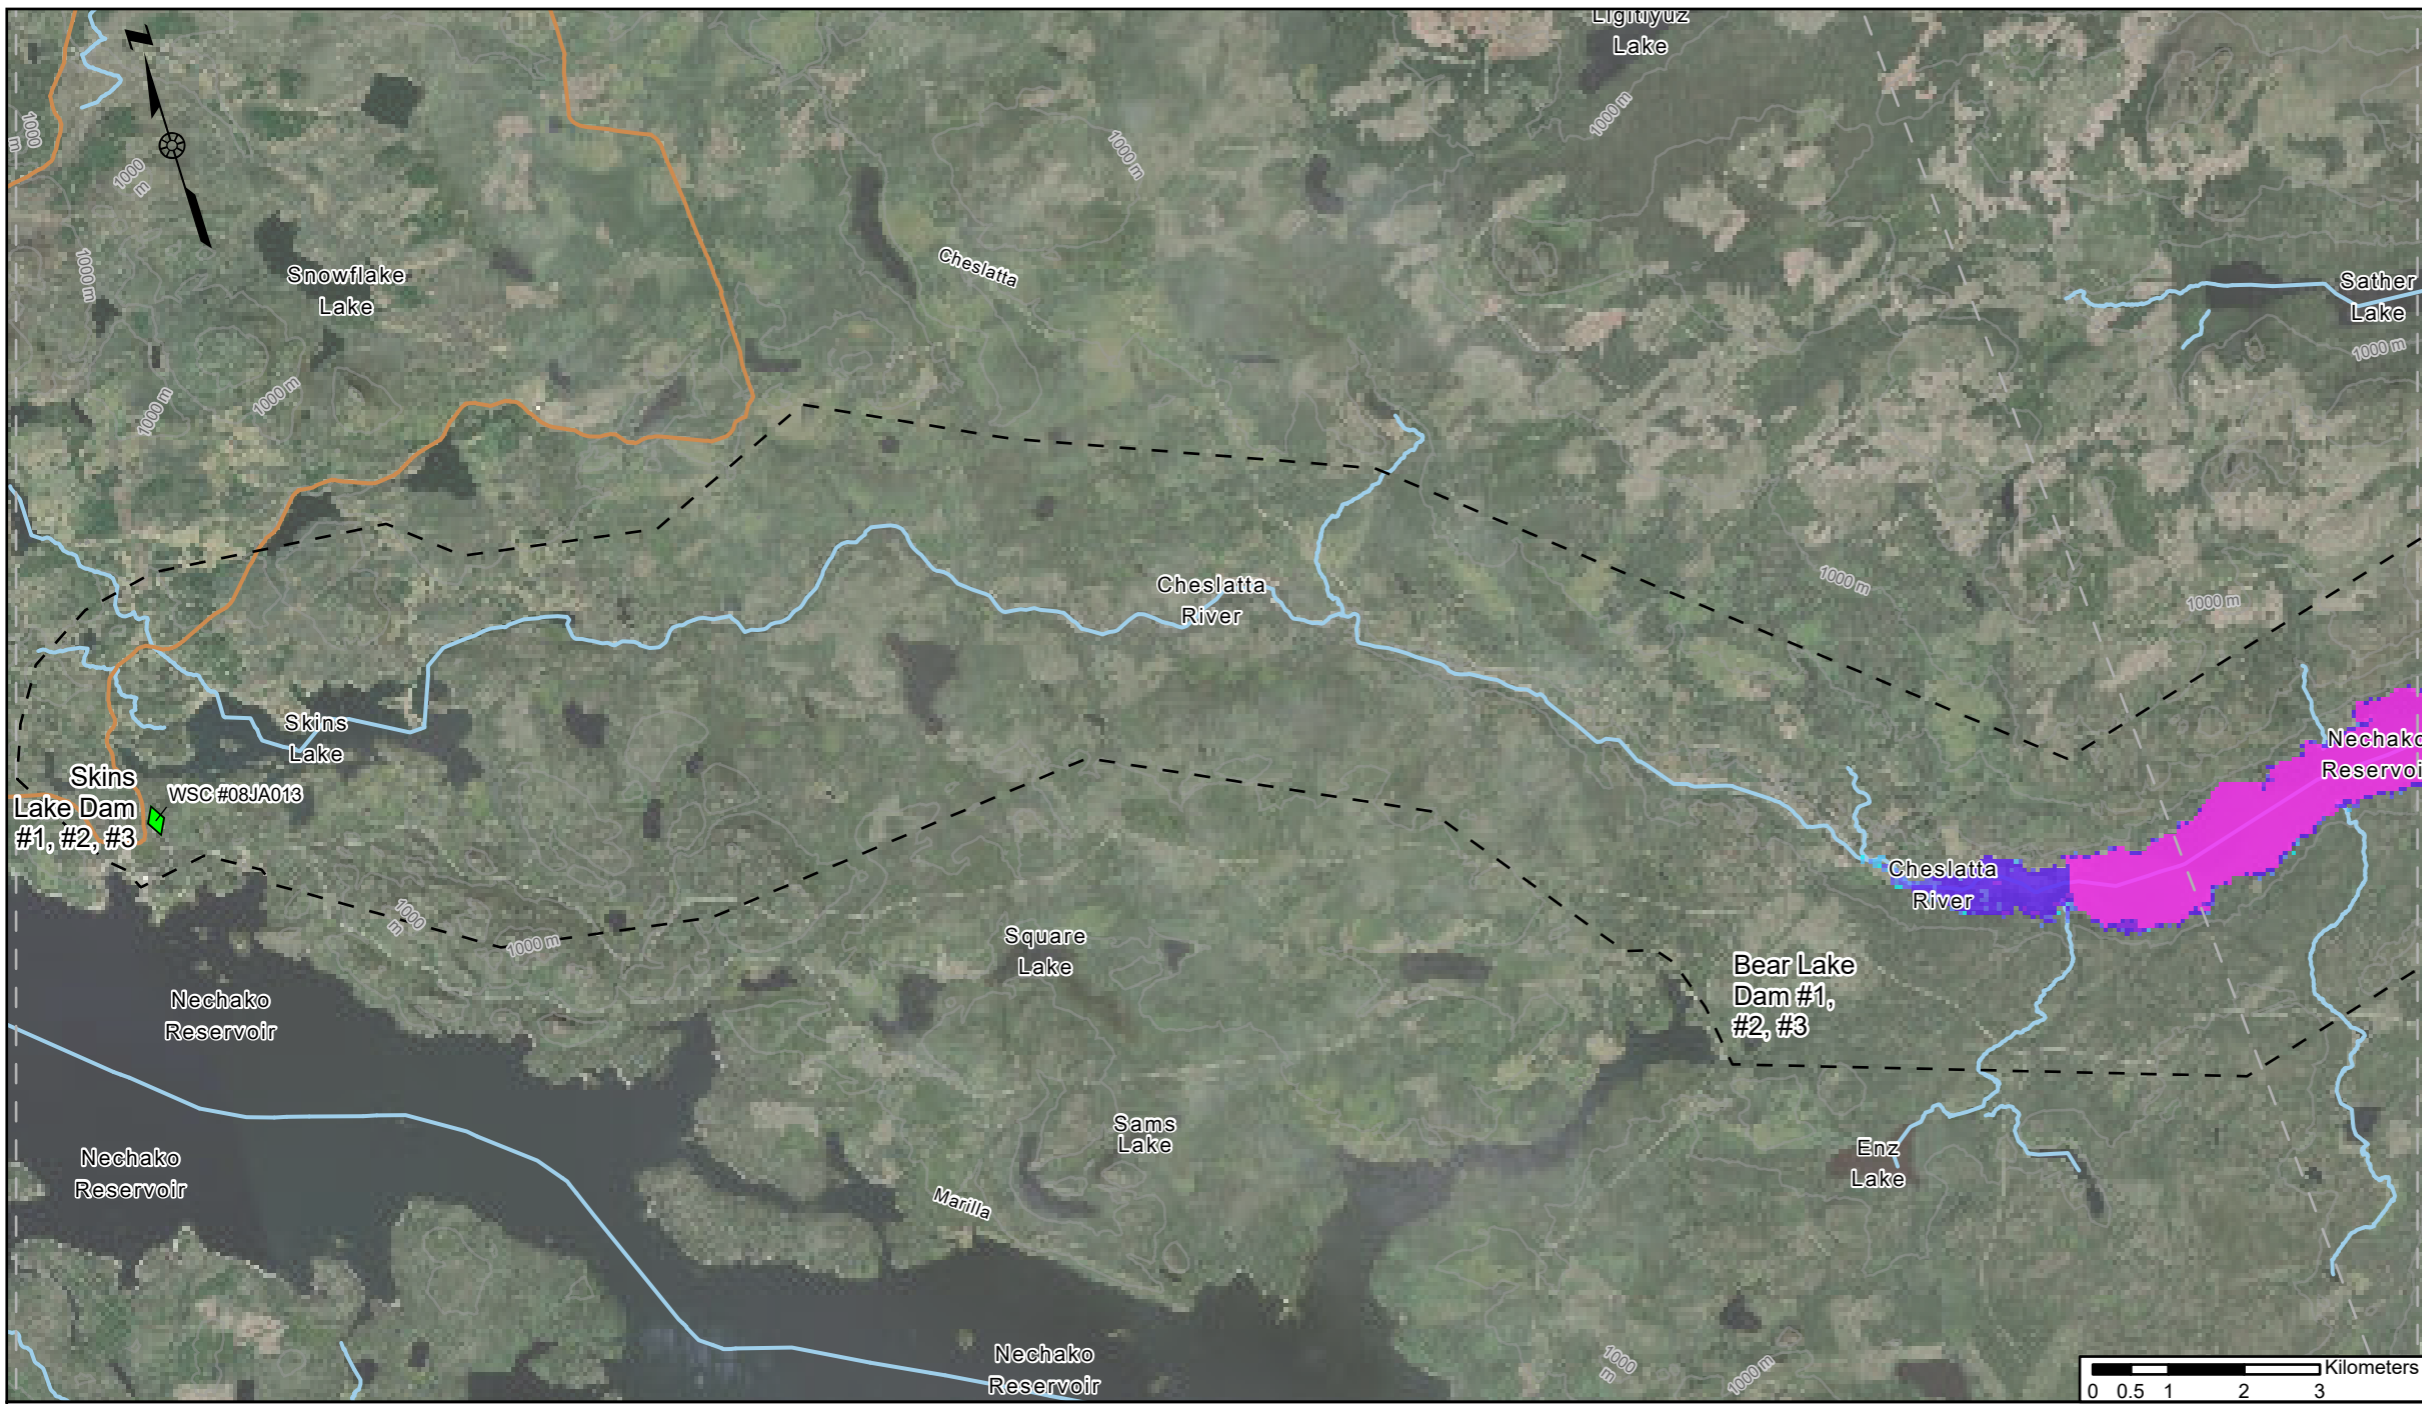 Ligitiyuz
Lake
N
1000
m
1000
m
1000 m
1000 m
1000 m
Cheslatta
Snowflake
Lake
1000 m
Sather
Lake
1000 m
1000 m
1000 m
Cheslatta
River
1000 m
1000 m
Skins
Lake
Nechako
Reservoi
Skins
Lake Dam
#1, #2, #3
WSC #08JA013
Cheslatta
River
1000
m
1000 m
Square
Lake
Bear Lake
Dam #1,
#2, #3
Nechako
Reservoir
Sams
Lake
Enz
Lake
Nechako
Reservoir
Marilla
Nechako
Reservoir
1000
m
1000 m
Kilometers
0 0.5 1 2 3